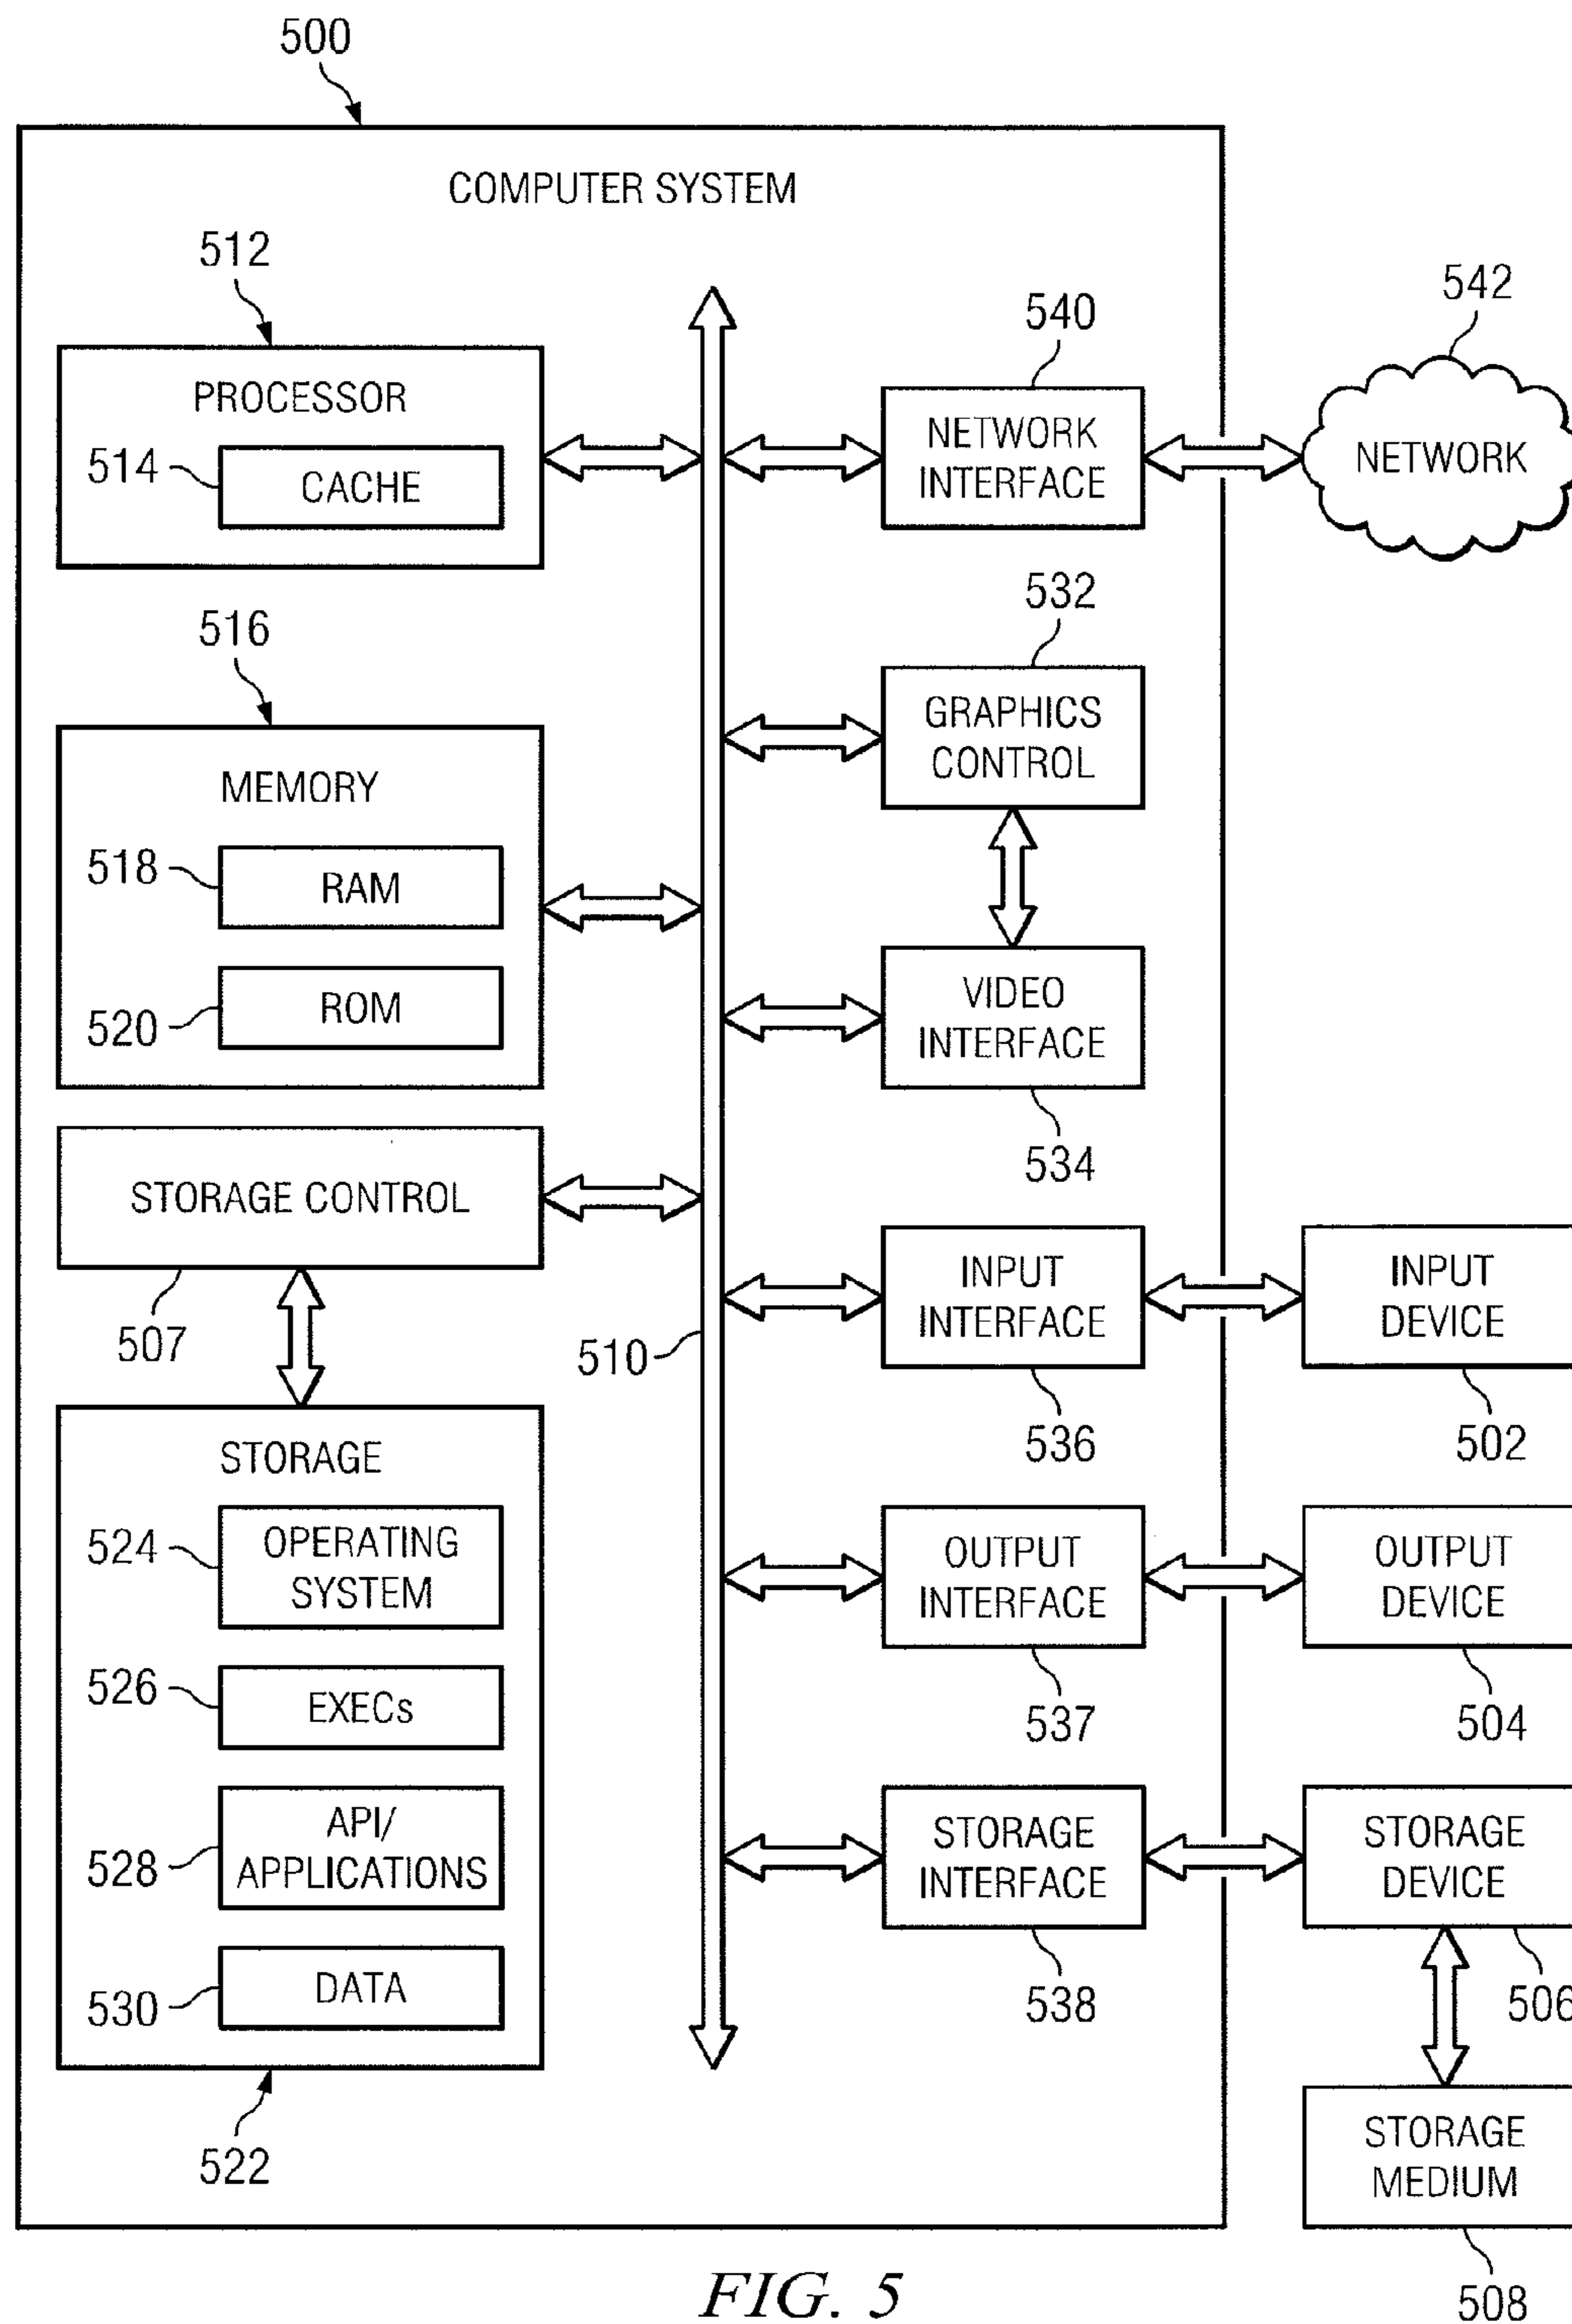 500
COMPUTER SYSTEM
512
PROCESSOR
514
CACHE
540
NETWORK
INTERFACE
542
NETWORK
516
MEMORY
518
RAM
520
ROM
532
GRAPHICS
CONTROL
VIDEO
INTERFACE
534
STORAGE CONTROL
507
510
INPUT
INTERFACE
536
INPUT
DEVICE
502
STORAGE
524
OPERATING
SYSTEM
526
EXECs
528
API/
APPLICATIONS
530
DATA
522
OUTPUT
INTERFACE
537
OUTPUT
DEVICE
504
STORAGE
INTERFACE
538
STORAGE
DEVICE
506
STORAGE
MEDIUM
508
FIG. 5